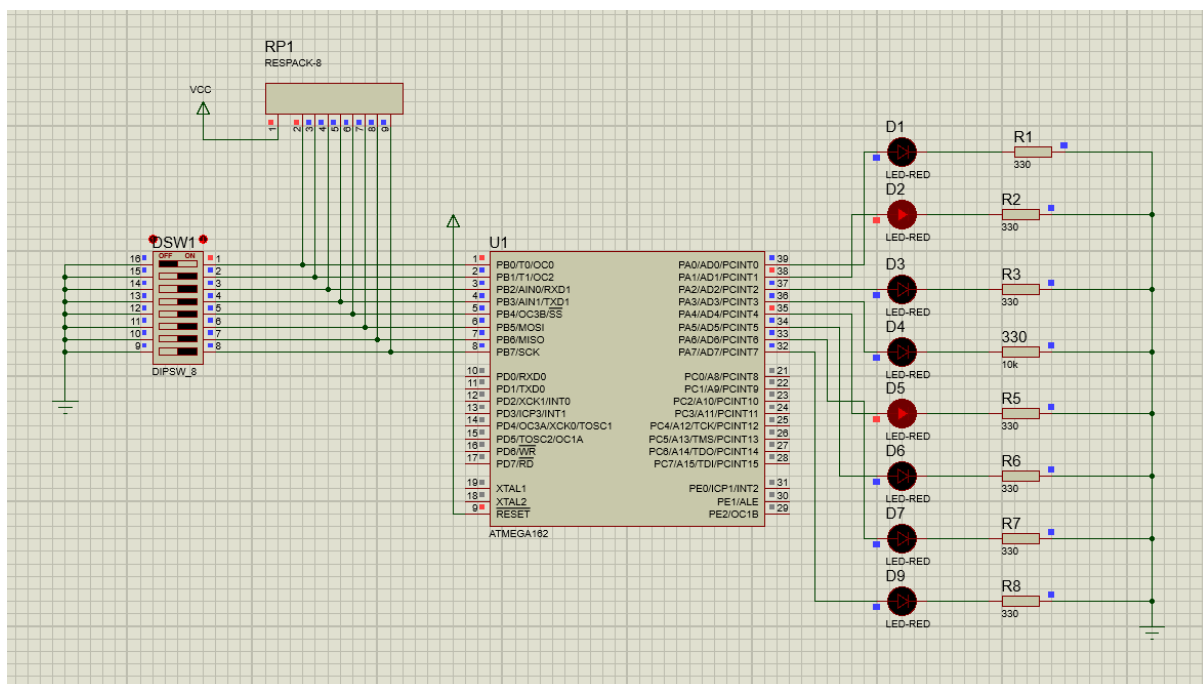 RP1
RESPACK-8
VCC
1 2 3 4 5 6 7 8 9
DSW1
OFF ON
16 1
15 2
14 3
13 4
12 5
11 6
10 7
9 8
DIPSW_8
U1
1 PB0/T0/OC0 PA0/AD0/PCINT0 39
2 PB1/T1/OC2 PA1/AD1/PCINT1 38
3 PB2/AIN0/RXD1 PA2/AD2/PCINT2 37
4 PB3/AIN1/TXD1 PA3/AD3/PCINT3 36
5 PB4/OC3B/SS PA4/AD4/PCINT4 35
6 PB5/MOSI PA5/AD5/PCINT5 34
7 PB6/MISO PA6/AD6/PCINT6 33
8 PB7/SCK PA7/AD7/PCINT7 32
10 PD0/RXD0 PC0/A8/PCINT8 21
11 PD1/TXD0 PC1/A9/PCINT9 22
12 PD2/XCK1/INT0 PC2/A10/PCINT10 23
13 PD3/ICP3/INT1 PC3/A11/PCINT11 24
14 PD4/OC3A/XCK0/TOSC1 PC4/A12/TCK/PCINT12 25
15 PD5/TOSC2/OC1A PC5/A13/TMS/PCINT13 26
16 PD6/WR PC6/A14/TDO/PCINT14 27
17 PD7/RD PC7/A15/TDI/PCINT15 28
19 XTAL1 PE0/ICP1/INT2 31
18 XTAL2 PE1/ALE 30
9 RESET PE2/OC1B 29
ATMEGA162
D1 R1
LED-RED 330
D2 R2
LED-RED 330
D3 R3
LED-RED 330
D4 330
LED-RED 10k
D5 R5
LED-RED 330
D6 R6
LED-RED 330
D7 R7
LED-RED 330
D9 R8
LED-RED 330